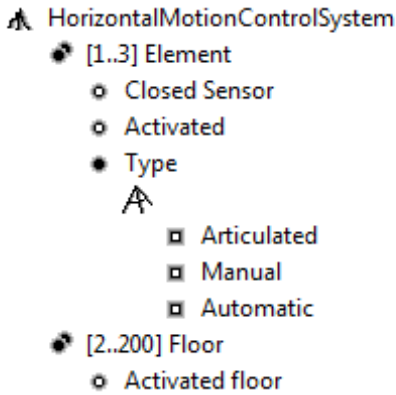 HorizontalMotionControlSystem
[1..3] Element
Closed Sensor
Activated
Type
Articulated
Manual
Automatic
[2..200] Floor
Activated floor